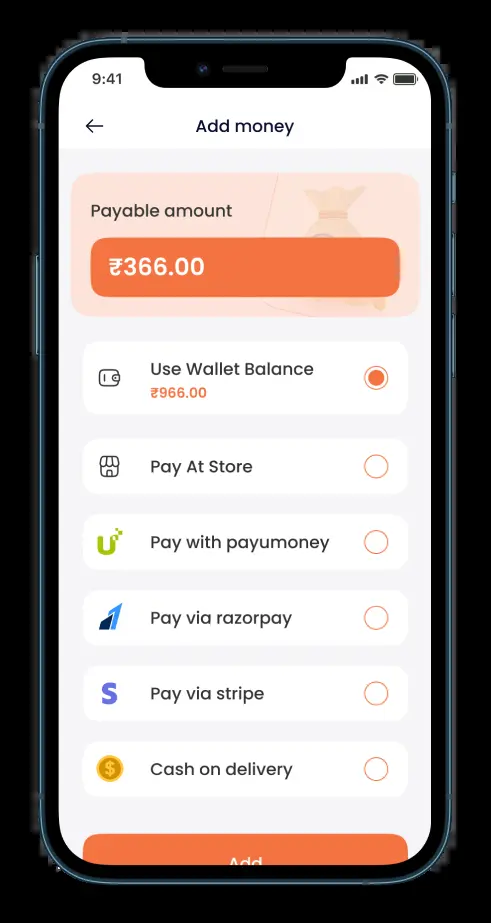 9:41
Add money
Payable amount
₹366.00
Use Wallet Balance
₹966.00
Pay At Store
Pay with payumoney
Pay via razorpay
Pay via stripe
Cash on delivery
Add